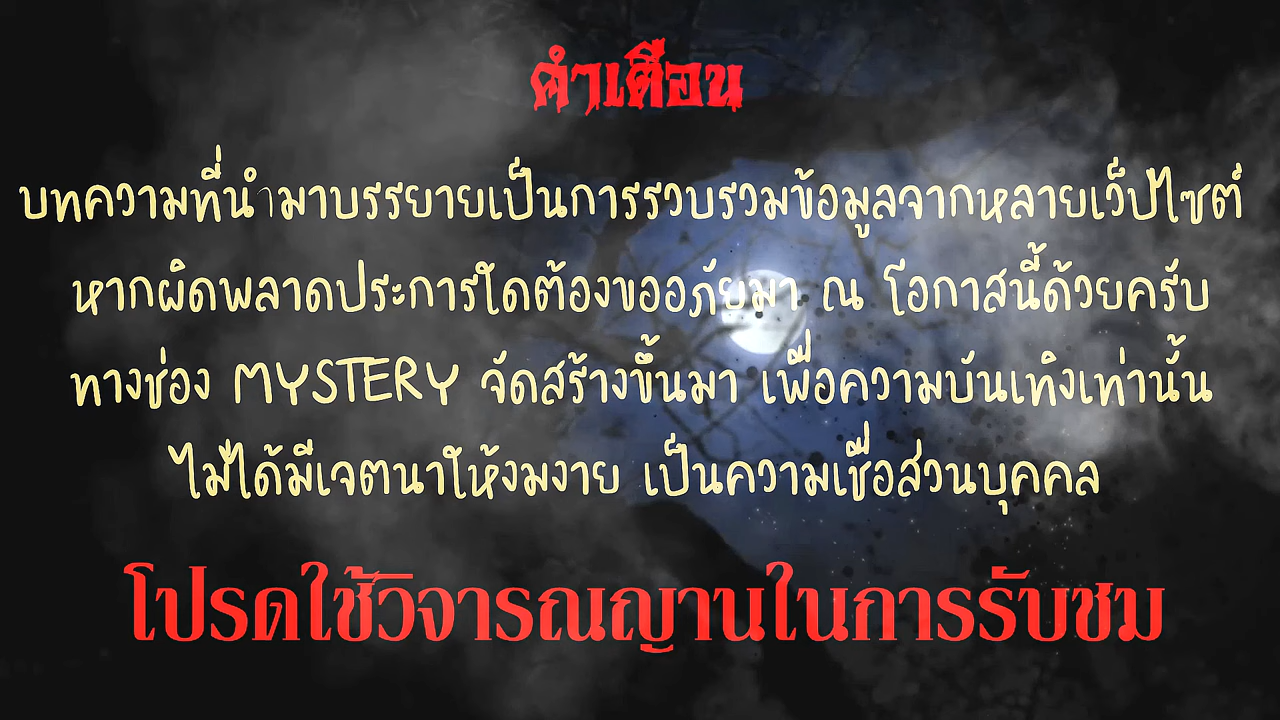 คำเตือน
บทความที่นำมาบรรยายเป็นการรวบรวมข้อมูลจากหลายเว็ปไซต์
หากผิดพลาดประการใดต้องขออภัยมา ณ โอกาสนี้ด้วยครับ
ทางช่อง MYSTERY จัดสร้างขึ้นมา เพื่อความบันเทิงเท่านั้น
ไม่ได้มีเจตนาให้งมงาย เป็นความเชื่อส่วนบุคคล
โปรดใช้วิจารณญานในการรับชม